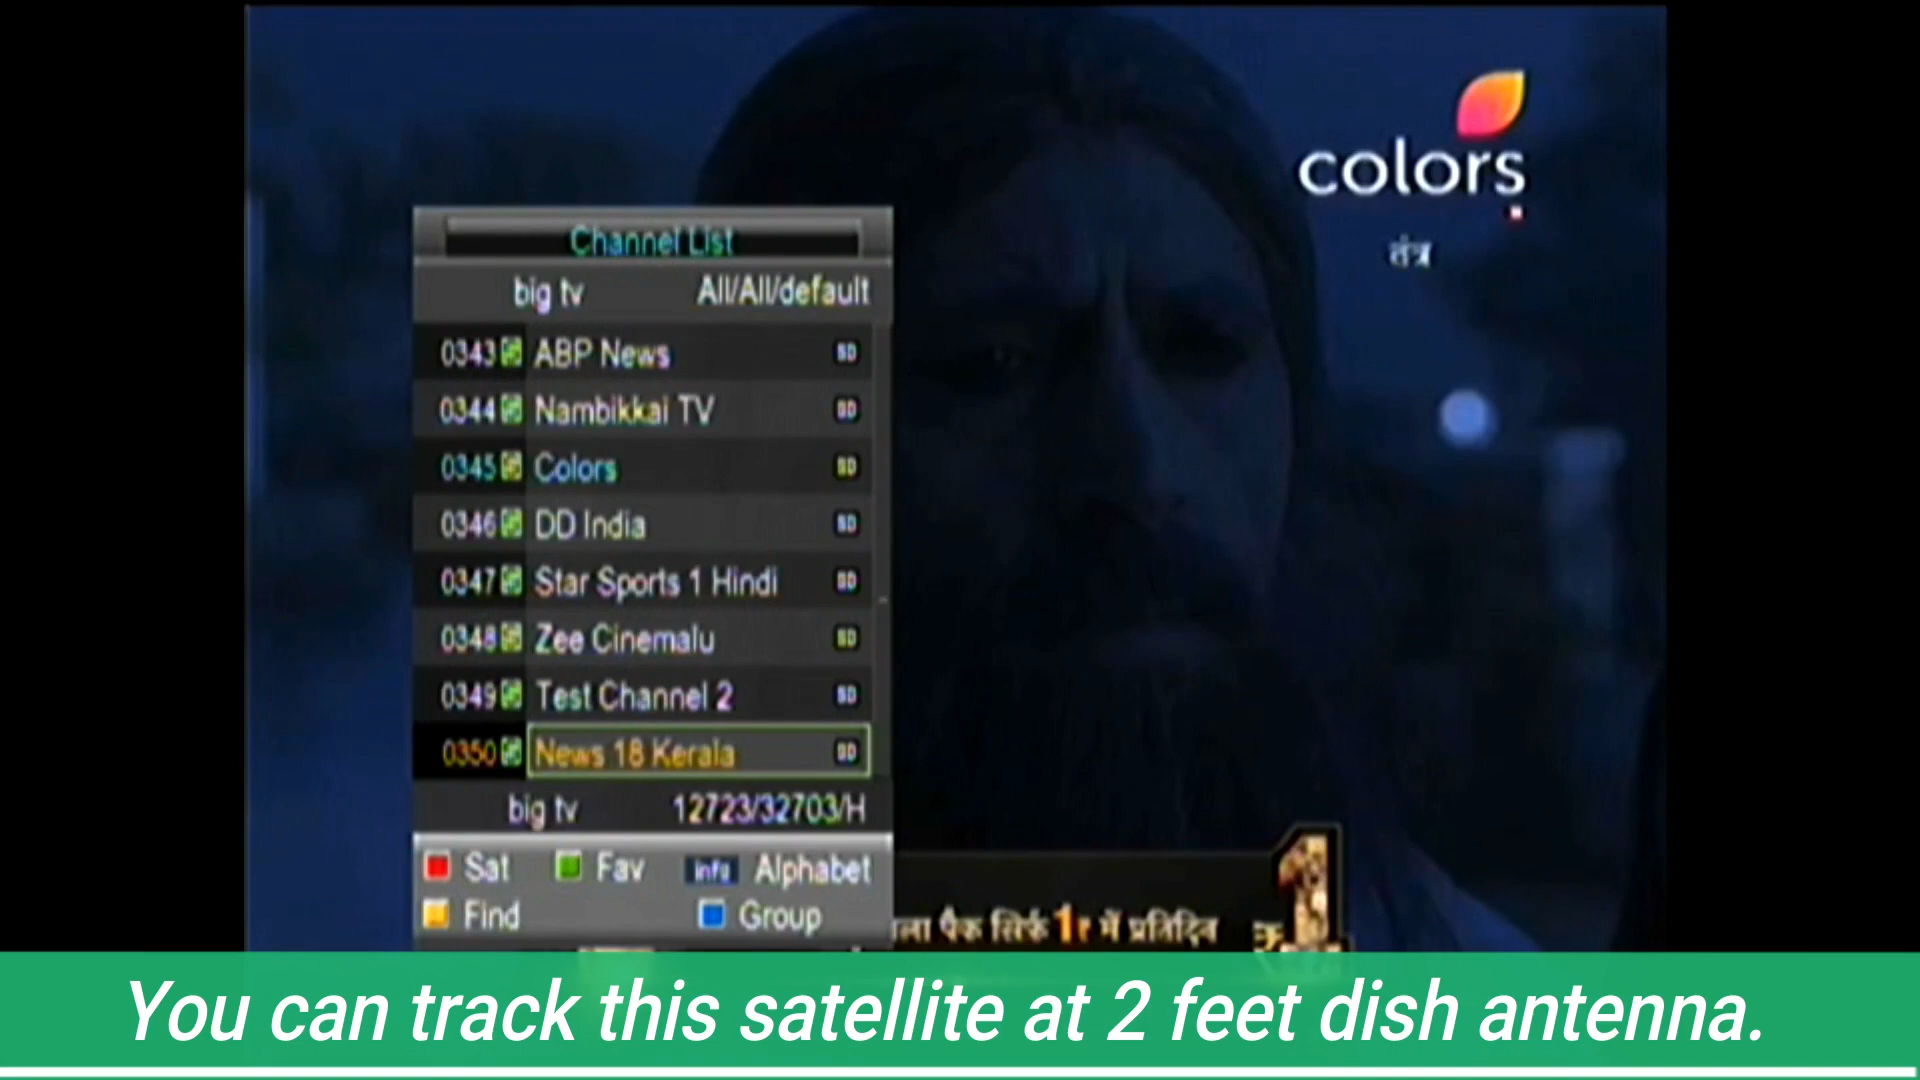 colors
तंत्र
Channel List
big tv All/All/default
0343 ABP News SD
0344 Nambikkai TV SD
0345 Colors SD
0346 DD India SD
0347 Star Sports 1 Hindi SD
0348 Zee Cinemalu SD
0349 Test Channel 2 SD
0350 News 18 Kerala SD
big tv 12723/32703/H
Sat Fav info Alphabet
Find Group
पैक सिर्फ 1₹ में प्रतिदिन
1
You can track this satellite at 2 feet dish antenna.